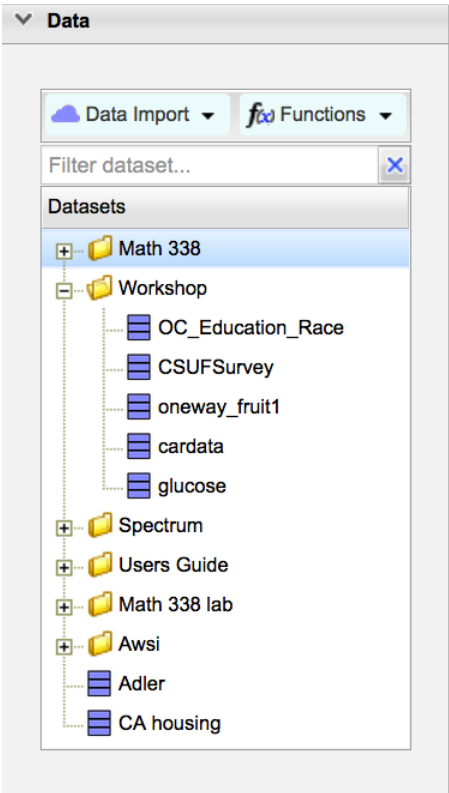 Data
Data Import f(x) Functions
Filter dataset...
Datasets
Math 338
Workshop
OC_Education_Race
CSUFSurvey
oneway_fruit1
cardata
glucose
Spectrum
Users Guide
Math 338 lab
Awsi
Adler
CA housing